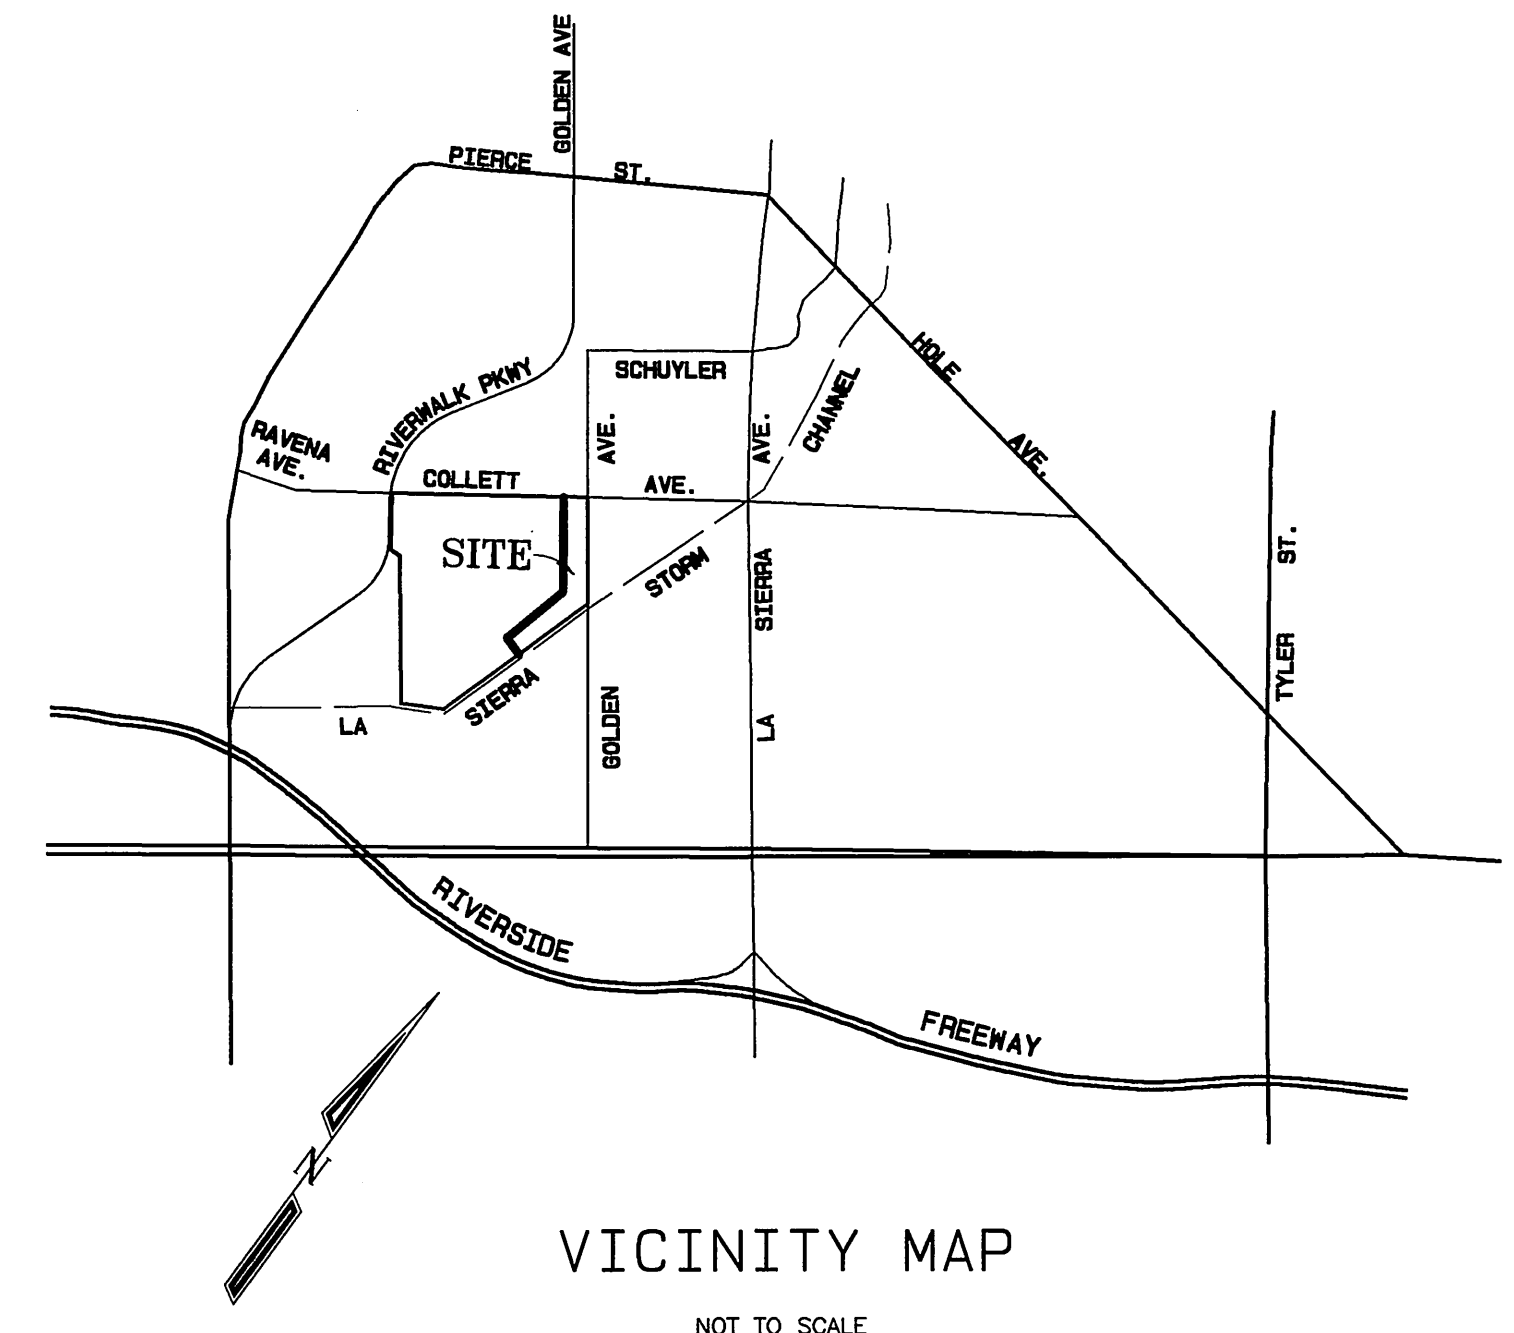 GOLDEN AVE
PIERCE ST.
HOLE AVE.
SCHUYLER AVE.
RIVERWALK PKWY
RAVENA
AVE.
COLLETT AVE.
SITE
LA SIERRA STORM CHANNEL
GOLDEN
LA SIERRA AVE.
TYLER ST.
RIVERSIDE FREEWAY
N
VICINITY MAP
NOT TO SCALE